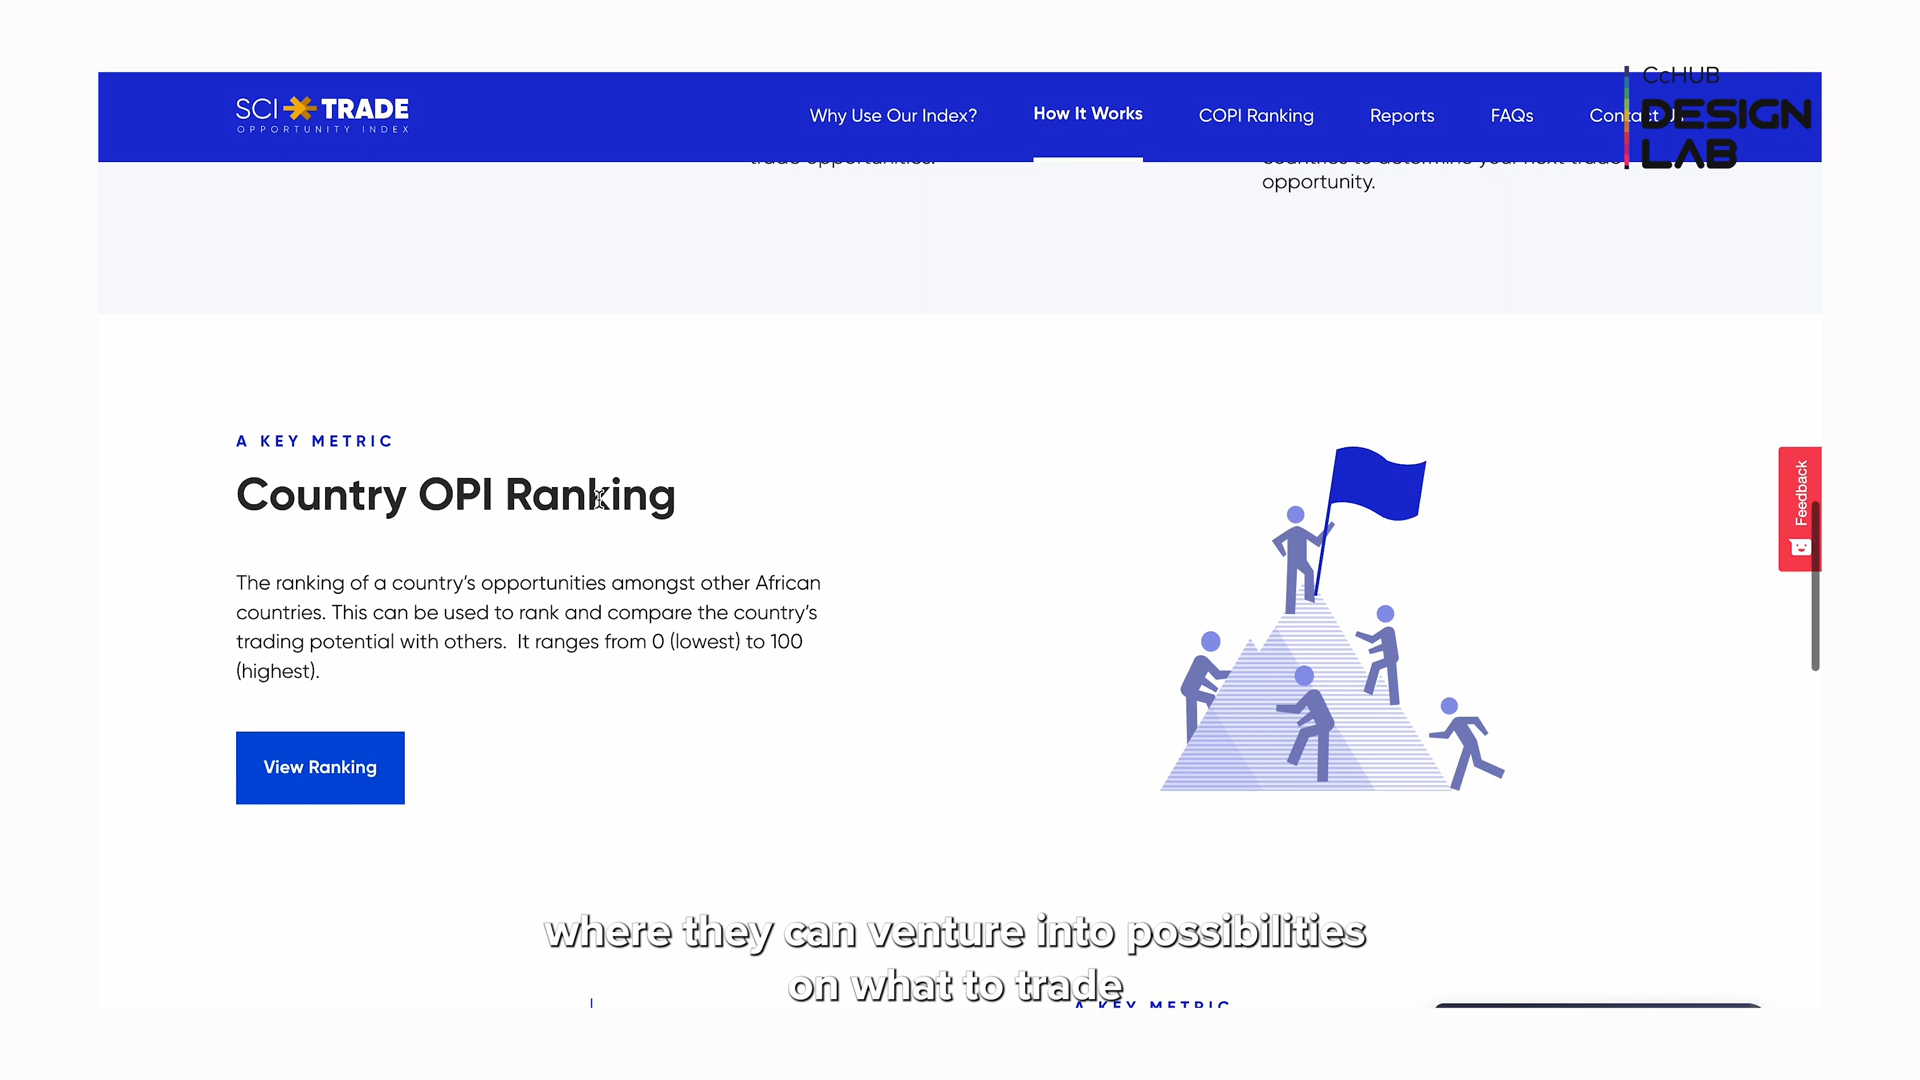 CcHUB
DESIGN
LAB
SCI TRADE
OPPORTUNITY INDEX
Why Use Our Index?
How It Works
COPI Ranking
Reports
FAQs
Contact Us
trade opportunities.
countries to determine your next trade
opportunity.
A KEY METRIC
Country OPI Ranking
The ranking of a country’s opportunities amongst other African
countries. This can be used to rank and compare the country’s
trading potential with others.  It ranges from 0 (lowest) to 100
(highest).
View Ranking
Feedback
where they can venture into possibilities
on what to trade
A KEY METRIC